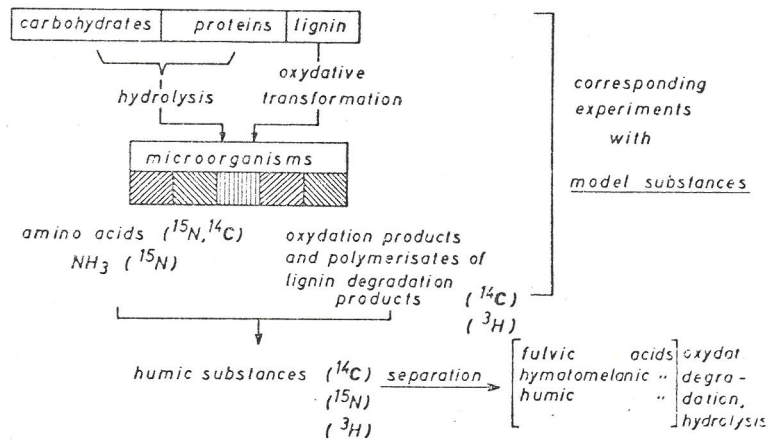 carbohydrates proteins lignin
hydrolysis
oxydative
transformation
microorganisms
amino acids (¹⁵N,¹⁴C)
NH₃ (¹⁵N)
oxydation products
and polymerisates of
lignin degradation
products (¹⁴C)
(³H)
corresponding
experiments
with
model substances
humic substances (¹⁴C)
(¹⁵N)
(³H)
separation
fulvic acids
hymatomelanic "
humic "
oxydat
degra-
dation,
hydrolysis